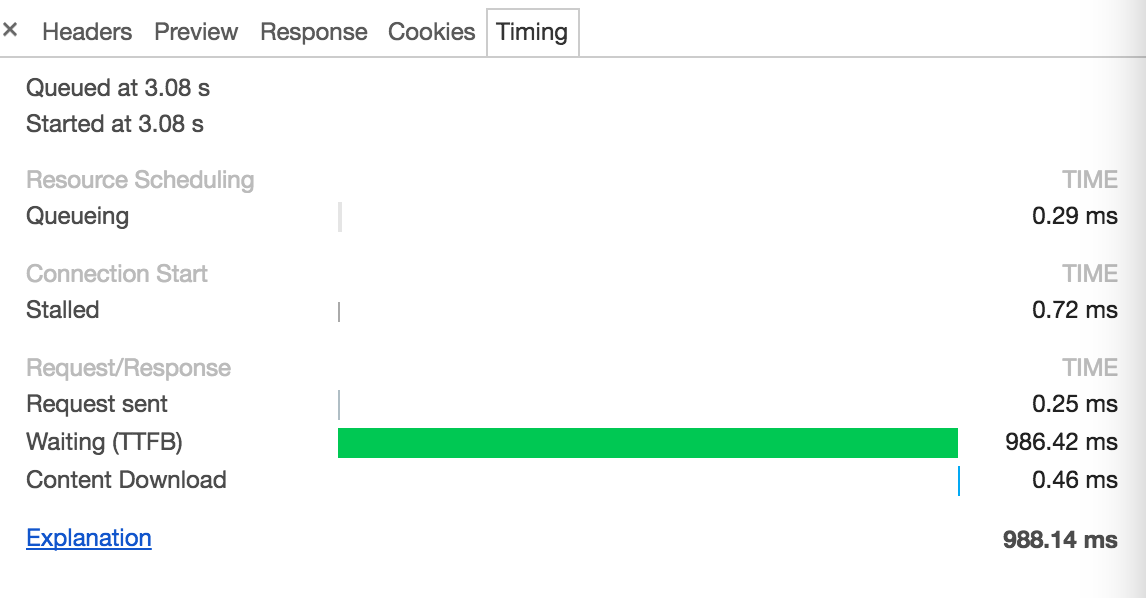 × Headers Preview Response Cookies Timing
Queued at 3.08 s
Started at 3.08 s
Resource Scheduling TIME
Queueing 0.29 ms
Connection Start TIME
Stalled 0.72 ms
Request/Response TIME
Request sent 0.25 ms
Waiting (TTFB) 986.42 ms
Content Download 0.46 ms
Explanation 988.14 ms